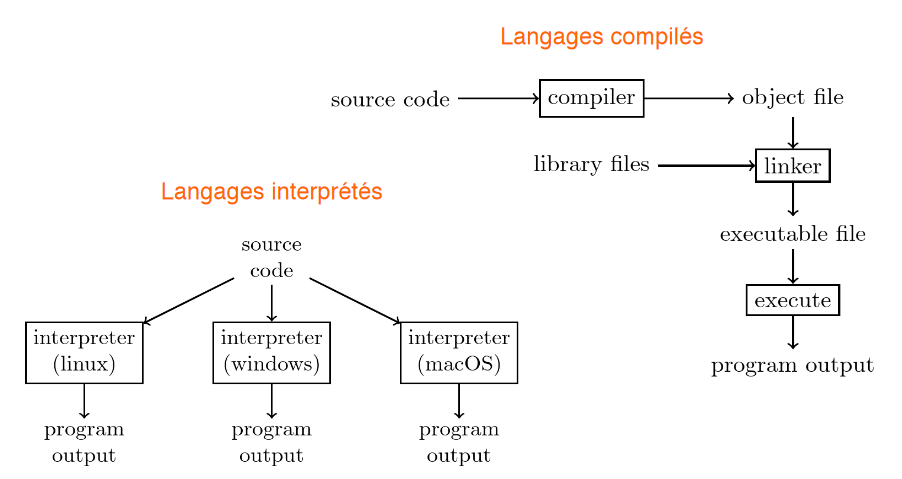 Langages compilés
source code
compiler
object file
library files
linker
executable file
execute
program output
Langages interprétés
source
code
interpreter
(linux)
interpreter
(windows)
interpreter
(macOS)
program
output
program
output
program
output